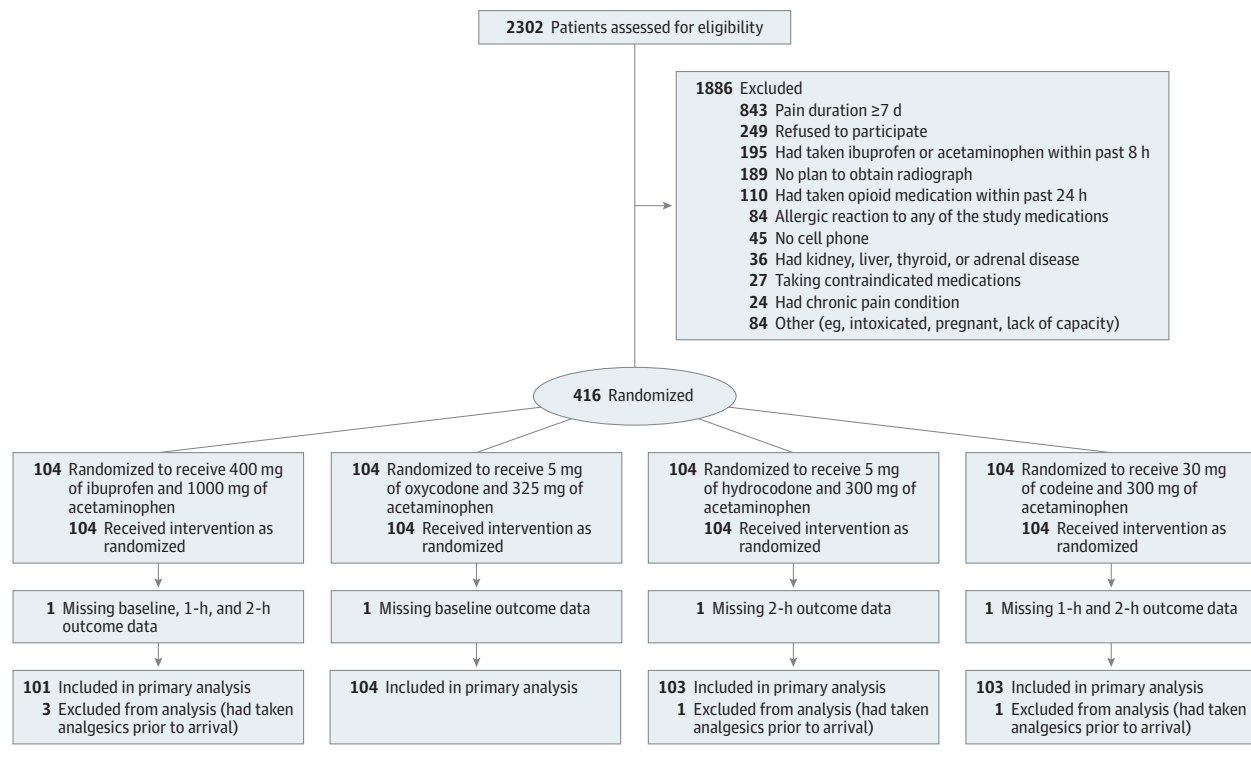 2302 Patients assessed for eligibility
1886 Excluded
843 Pain duration ≥7 d
249 Refused to participate
195 Had taken ibuprofen or acetaminophen within past 8 h
189 No plan to obtain radiograph
110 Had taken opioid medication within past 24 h
84 Allergic reaction to any of the study medications
45 No cell phone
36 Had kidney, liver, thyroid, or adrenal disease
27 Taking contraindicated medications
24 Had chronic pain condition
84 Other (eg, intoxicated, pregnant, lack of capacity)
416 Randomized
104 Randomized to receive 400 mg
of ibuprofen and 1000 mg of
acetaminophen
104 Received intervention as
randomized
104 Randomized to receive 5 mg
of oxycodone and 325 mg of
acetaminophen
104 Received intervention as
randomized
104 Randomized to receive 5 mg
of hydrocodone and 300 mg of
acetaminophen
104 Received intervention as
randomized
104 Randomized to receive 30 mg
of codeine and 300 mg of
acetaminophen
104 Received intervention as
randomized
1 Missing baseline, 1-h, and 2-h
outcome data
1 Missing baseline outcome data
1 Missing 2-h outcome data
1 Missing 1-h and 2-h outcome data
101 Included in primary analysis
3 Excluded from analysis (had taken
analgesics prior to arrival)
104 Included in primary analysis
103 Included in primary analysis
1 Excluded from analysis (had taken
analgesics prior to arrival)
103 Included in primary analysis
1 Excluded from analysis (had taken
analgesics prior to arrival)